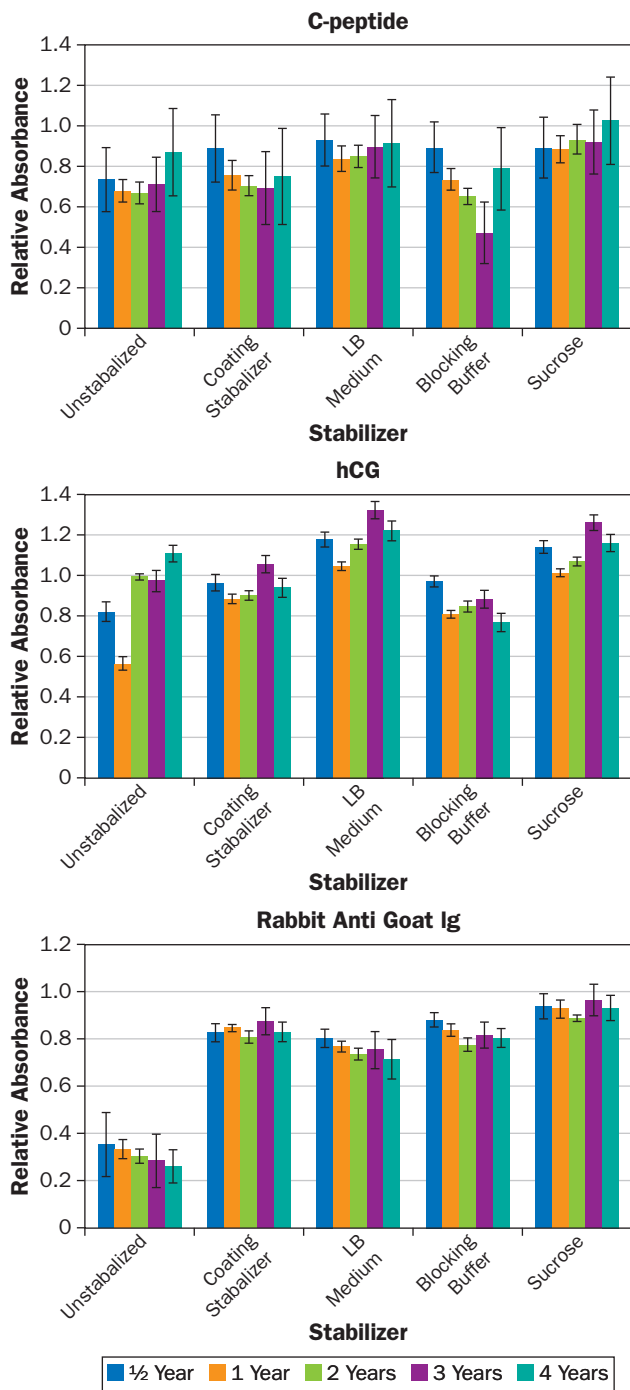 C-peptide
1.4
1.2
1.0
0.8
0.6
0.4
0.2
0
Relative Absorbance
Unstabalized
Coating
Stabalizer
LB
Medium
Blocking
Buffer
Sucrose
Stabilizer
hCG
1.4
1.2
1.0
0.8
0.6
0.4
0.2
0
Relative Absorbance
Unstabalized
Coating
Stabalizer
LB
Medium
Blocking
Buffer
Sucrose
Stabilizer
Rabbit Anti Goat Ig
1.2
1.0
0.8
0.6
0.4
0.2
0
Relative Absorbance
Unstabalized
Coating
Stabalizer
LB
Medium
Blocking
Buffer
Sucrose
Stabilizer
½ Year 1 Year 2 Years 3 Years 4 Years